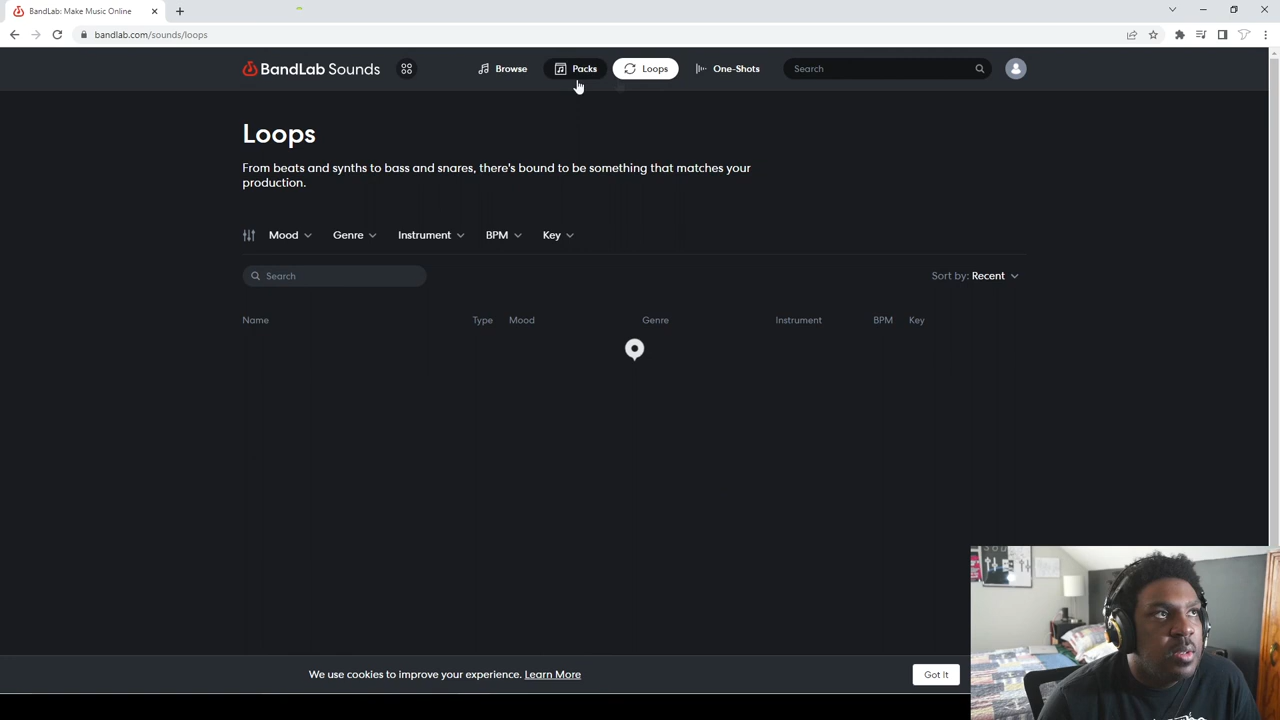 BandLab: Make Music Online
bandlab.com/sounds/loops
BandLab Sounds
Browse
Packs
Loops
One-Shots
Search
Loops
From beats and synths to bass and snares, there's bound to be something that matches your
production.
Mood
Genre
Instrument
BPM
Key
Search
Sort by: Recent
Name
Type
Mood
Genre
Instrument
BPM
Key
We use cookies to improve your experience. Learn More
Got It